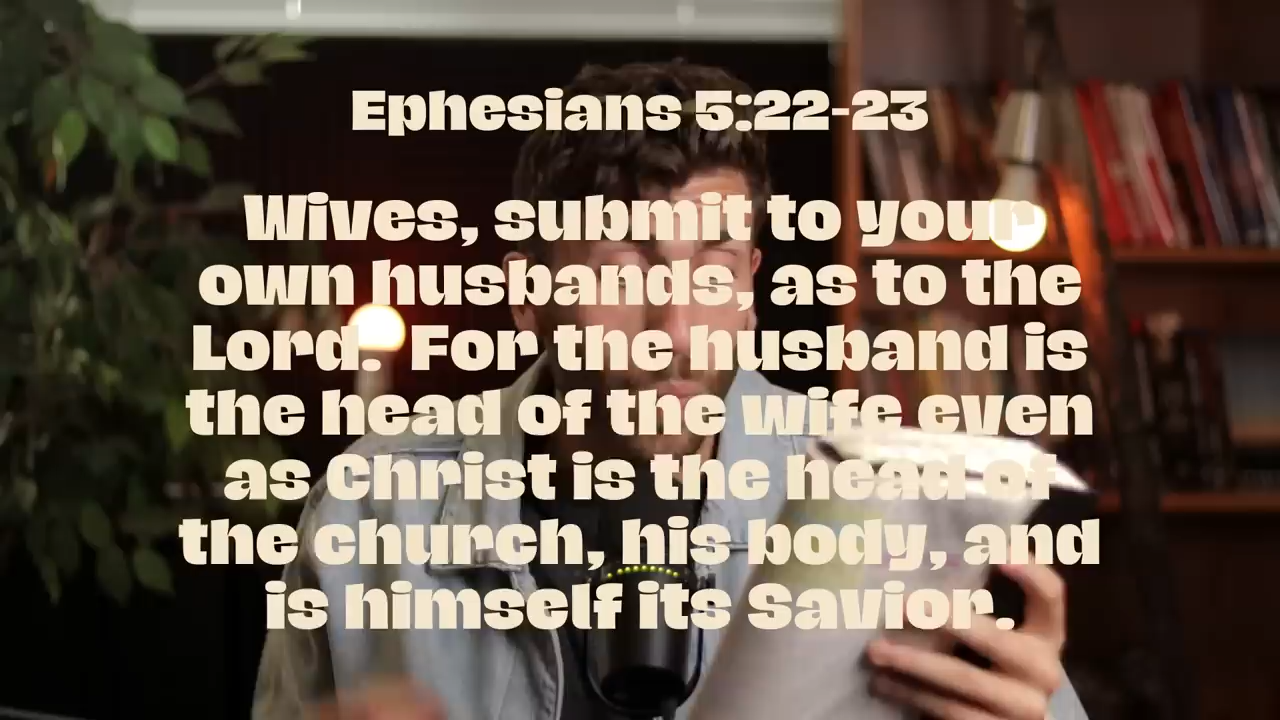 Ephesians 5:22-23
Wives, submit to your
own husbands, as to the
Lord.  For the husband is
the head of the wife even
as Christ is the head of
the church, his body, and
is himself its Savior.